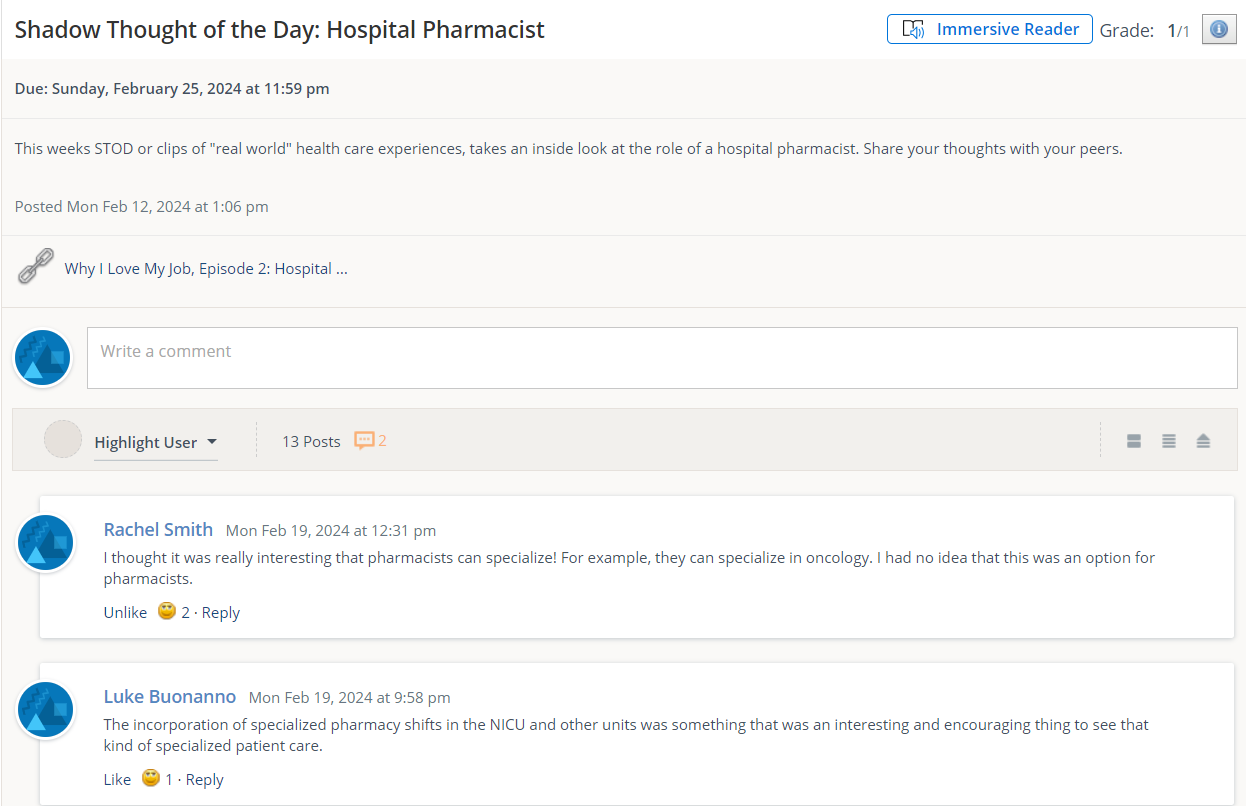 Shadow Thought of the Day: Hospital Pharmacist
Immersive Reader
Grade: 1/1
Due: Sunday, February 25, 2024 at 11:59 pm
This weeks STOD or clips of "real world" health care experiences, takes an inside look at the role of a hospital pharmacist. Share your thoughts with your peers.
Posted Mon Feb 12, 2024 at 1:06 pm
Why I Love My Job, Episode 2: Hospital ...
Write a comment
Highlight User
13 Posts 2
Rachel Smith Mon Feb 19, 2024 at 12:31 pm
I thought it was really interesting that pharmacists can specialize! For example, they can specialize in oncology. I had no idea that this was an option for
pharmacists.
Unlike 2 · Reply
Luke Buonanno Mon Feb 19, 2024 at 9:58 pm
The incorporation of specialized pharmacy shifts in the NICU and other units was something that was an interesting and encouraging thing to see that
kind of specialized patient care.
Like 1 · Reply